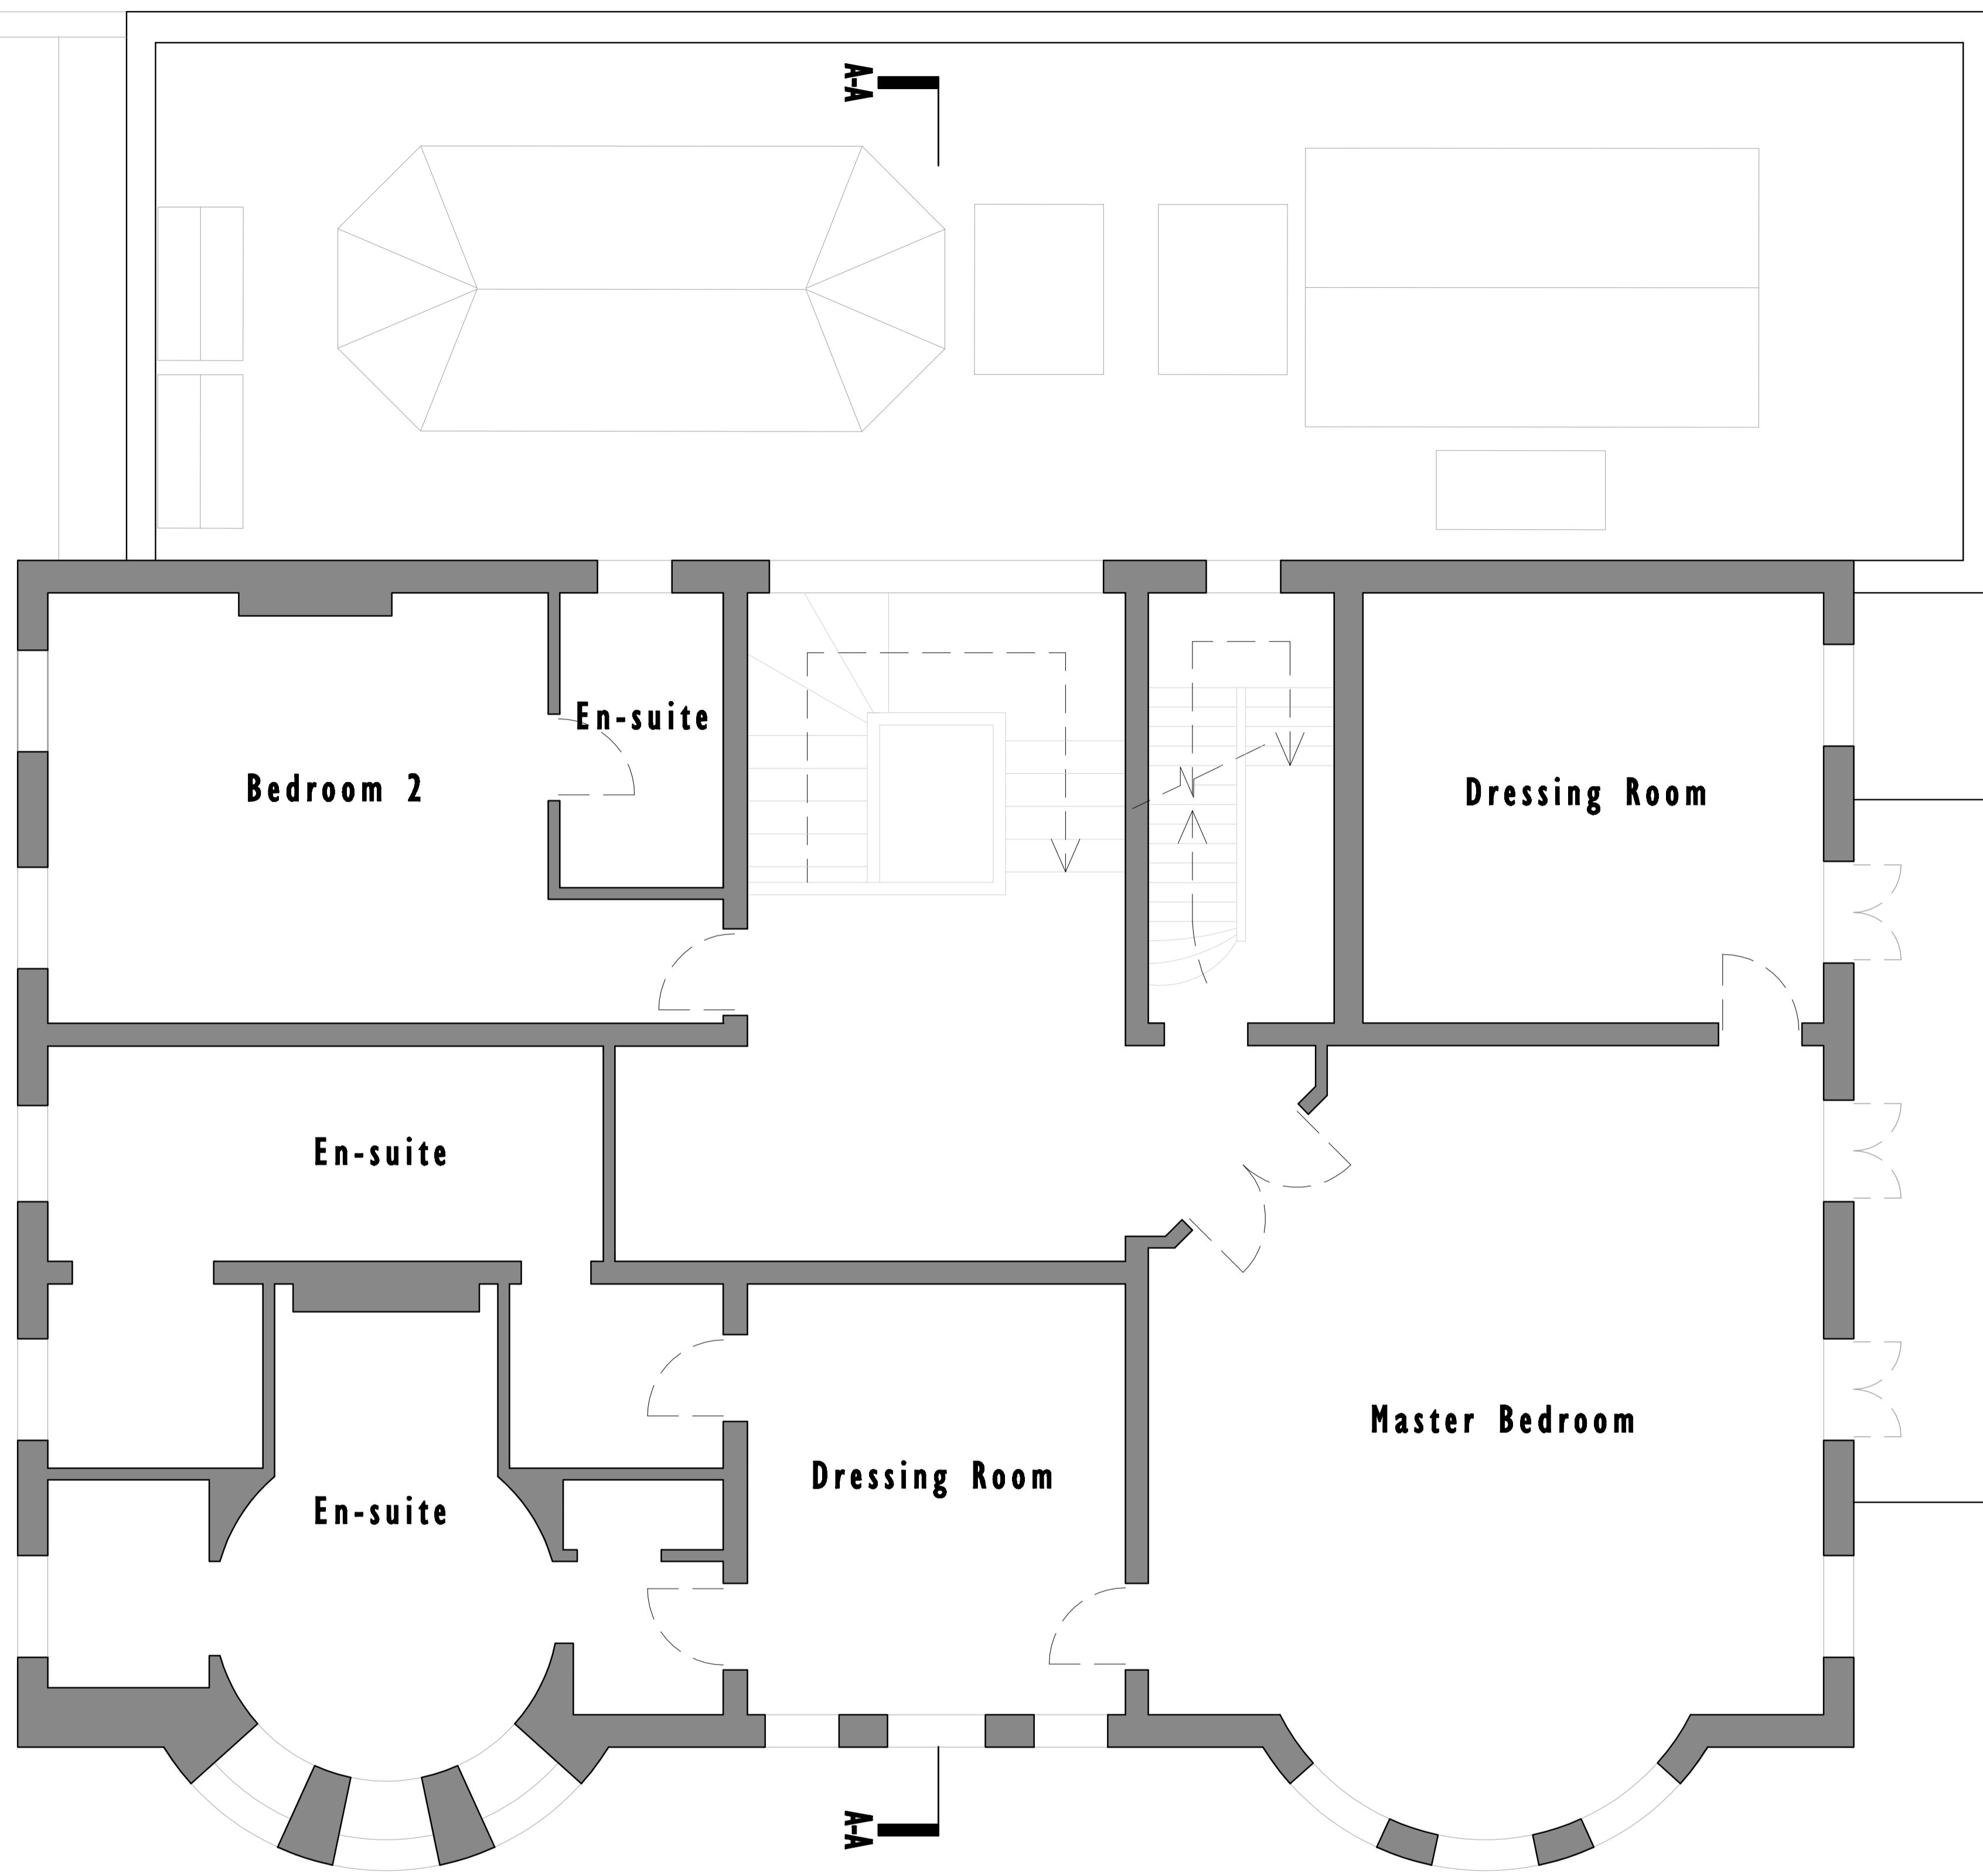 A-A
En-suite
Bedroom 2
Dressing Room
En-suite
Master Bedroom
Dressing Room
En-suite
A-A